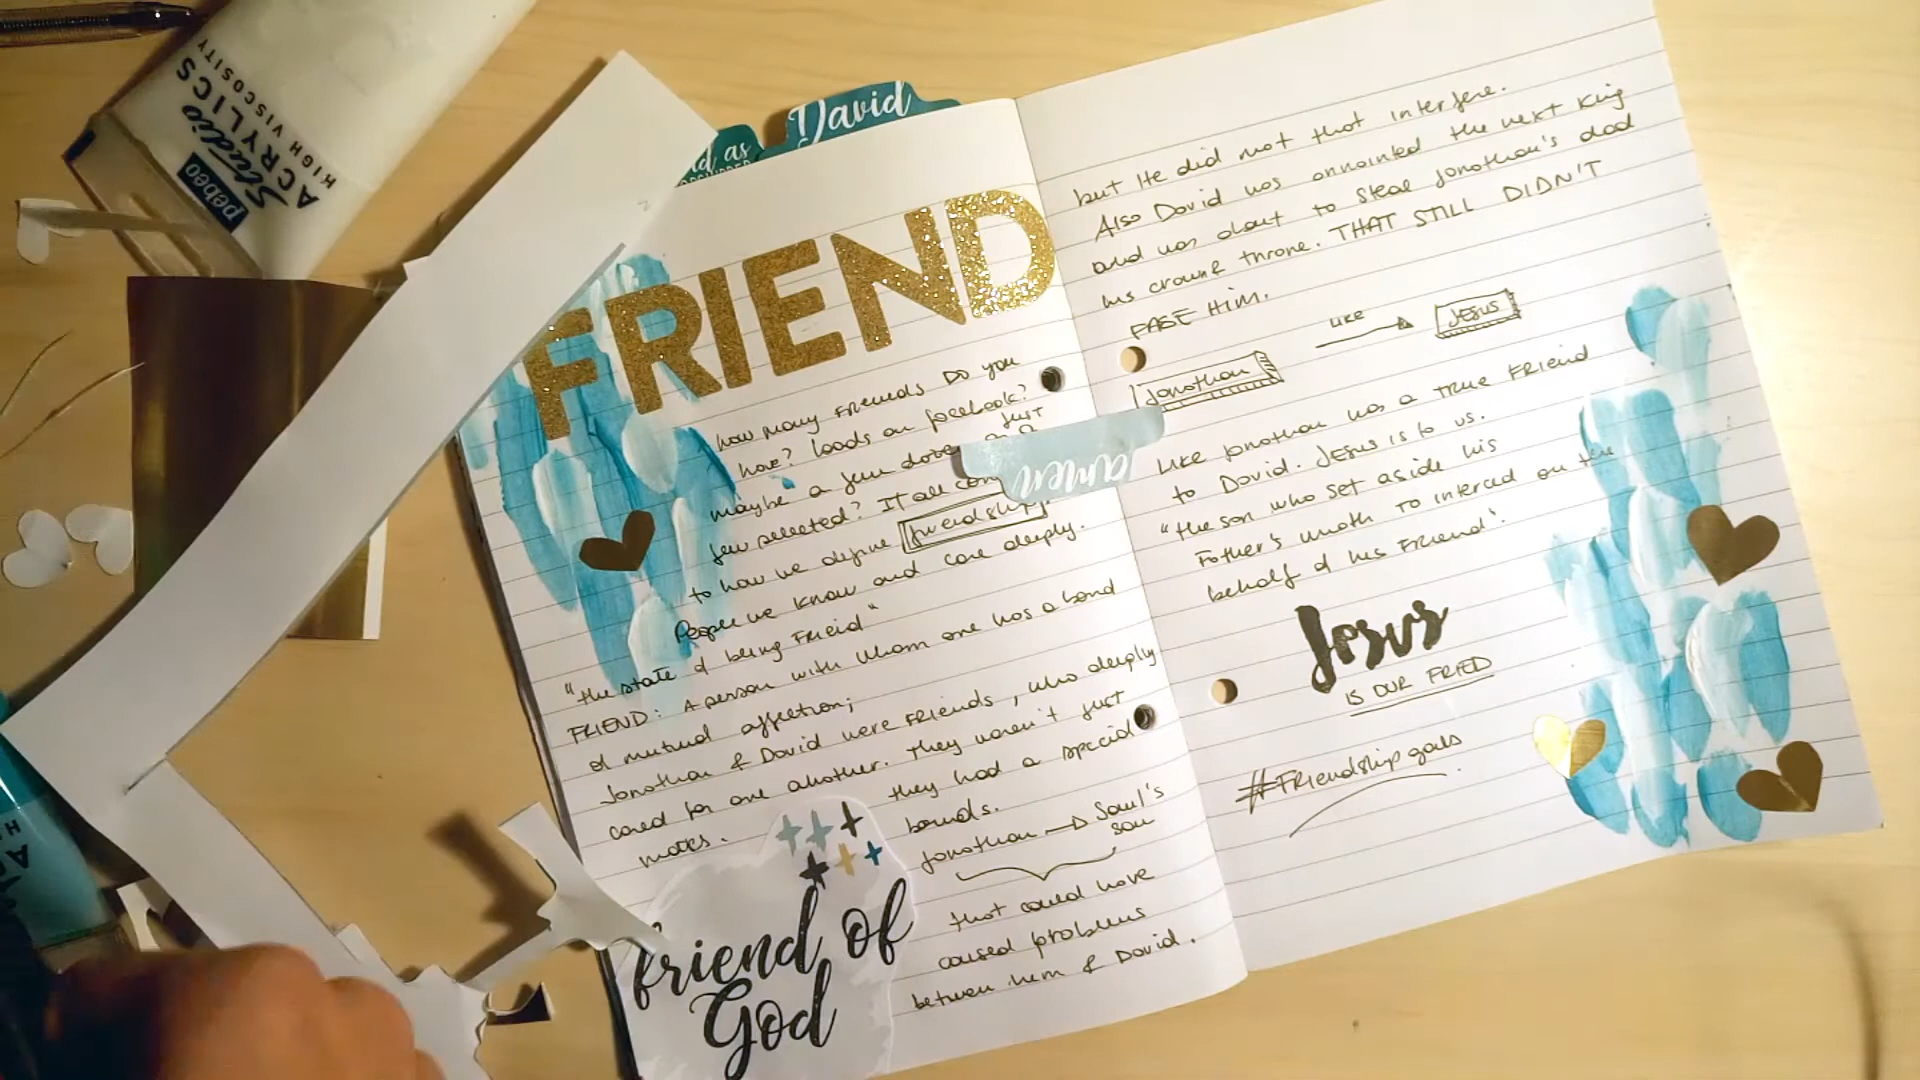 pebeo
Studio
ACRYLICS
HIGH VISCOSITY
David
d as
FRIEND
how many Friends DO you
have? loads on facebook?
maybe a few dozen Just
few selected? It all
to how we define friendship
People we know and care deeply.
"the state of being Frieid"
FRIEND: A person with whom one has a bond
of mutual affection;
Jonathan & David were FRiends, who deeply
cared for one another. They weren't just
mates. they had a special
bounds.
Jonathan → Saul's
son
that could have
caused problems
between him & David.
friend of
God
but He did not that interfere.
Also David was annointed the next King
and was about to steal Jonathan's dad
his crown & throne. THAT STILL DIDN'T
FASE HIM.
Jonathan LIKE → JESUS
amen
LIKE Jonathan was a TRUE FRIEND
to David. JESUS IS to US.
"the son who set aside his
Father's wrath to interced on the
behalf of his FRIEND".
Jesus
IS OUR FRIED
#Friendship goals